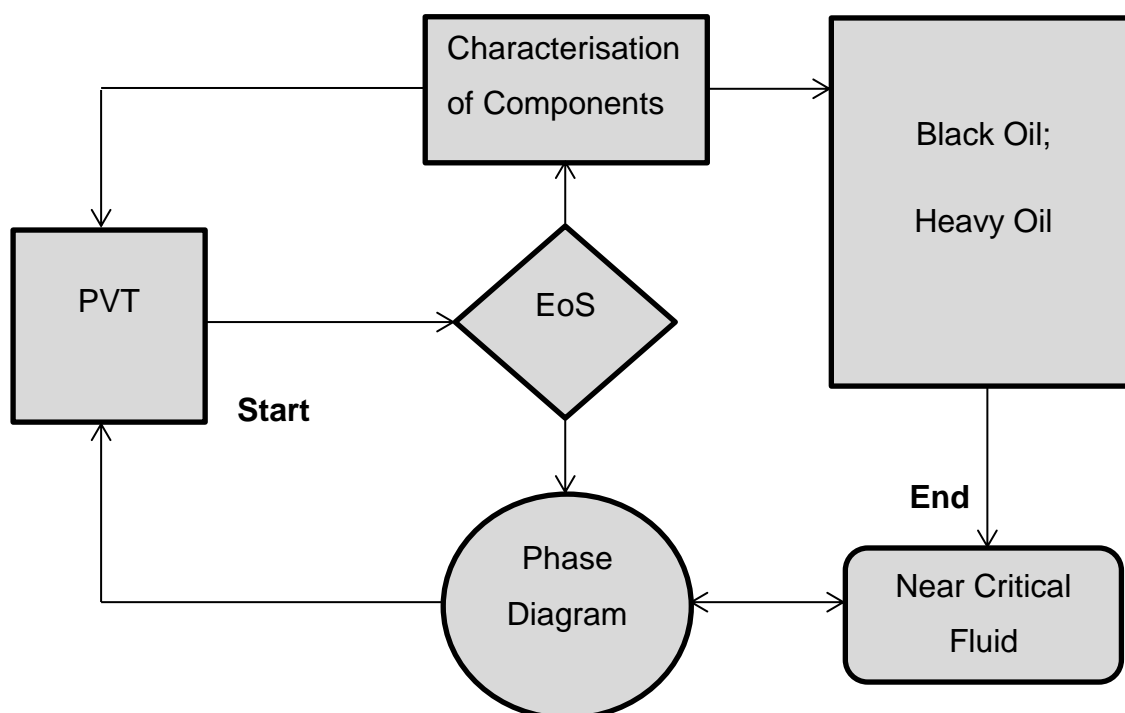 Characterisation
of Components
Black Oil;
Heavy Oil
PVT
EoS
Start
End
Phase
Diagram
Near Critical
Fluid